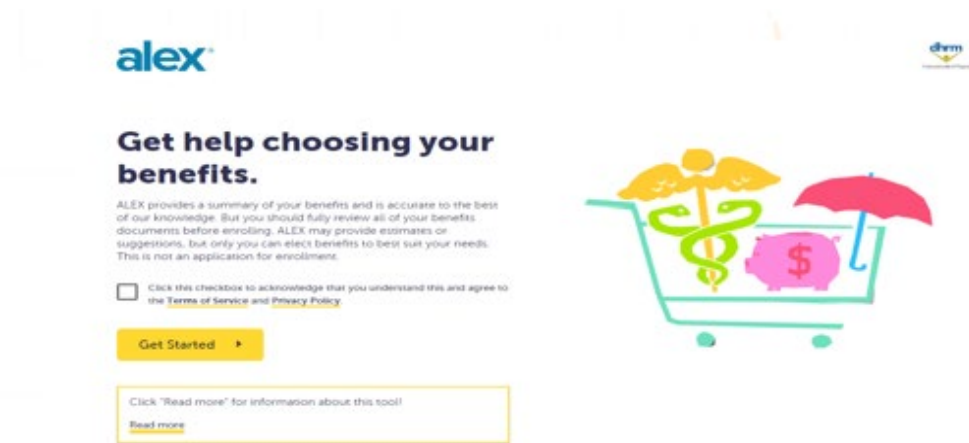 alex
dhrm
Get help choosing your
benefits.
ALEX provides a summary of your benefits and is accurate to the best
of our knowledge. But you should fully review all of your benefits
documents before enrolling. ALEX may provide estimates or
suggestions, but only you can elect benefits to best suit your needs.
This is not an application for enrollment.
Click this checkbox to acknowledge that you understand this and agree to
the Terms of Service and Privacy Policy.
$
Get Started
Click "Read more" for information about this tool!
Read more